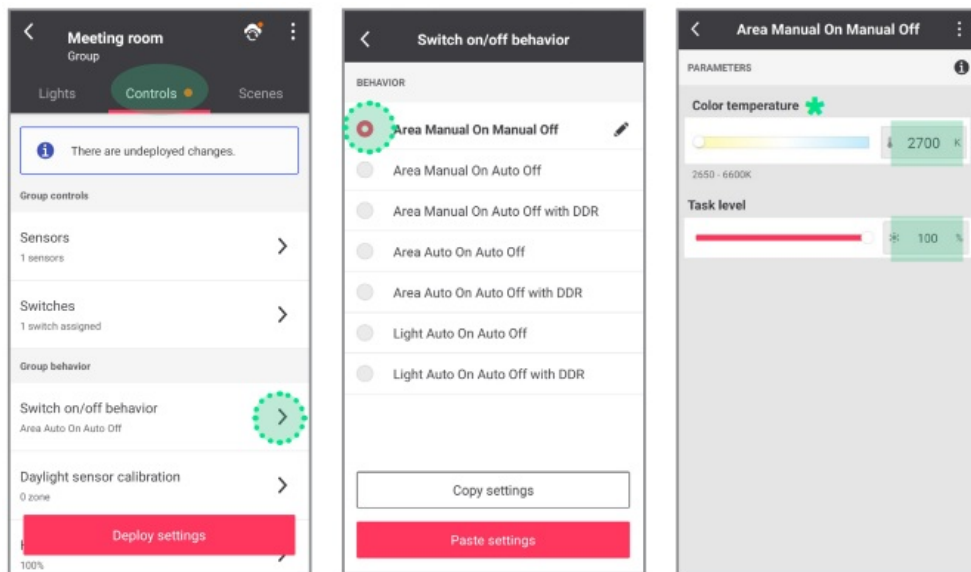 Meeting room
Group
Lights
Controls
Scenes
There are undeployed changes.
Group controls
Sensors
1 sensors
Switches
1 switch assigned
Group behavior
Switch on/off behavior
Area Auto On Auto Off
Daylight sensor calibration
0 zone
Deploy settings
100%
Switch on/off behavior
BEHAVIOR
Area Manual On Manual Off
Area Manual On Auto Off
Area Manual On Auto Off with DDR
Area Auto On Auto Off
Area Auto On Auto Off with DDR
Light Auto On Auto Off
Light Auto On Auto Off with DDR
Copy settings
Paste settings
Area Manual On Manual Off
PARAMETERS
Color temperature
2700 K
2650 - 6600K
Task level
100 %